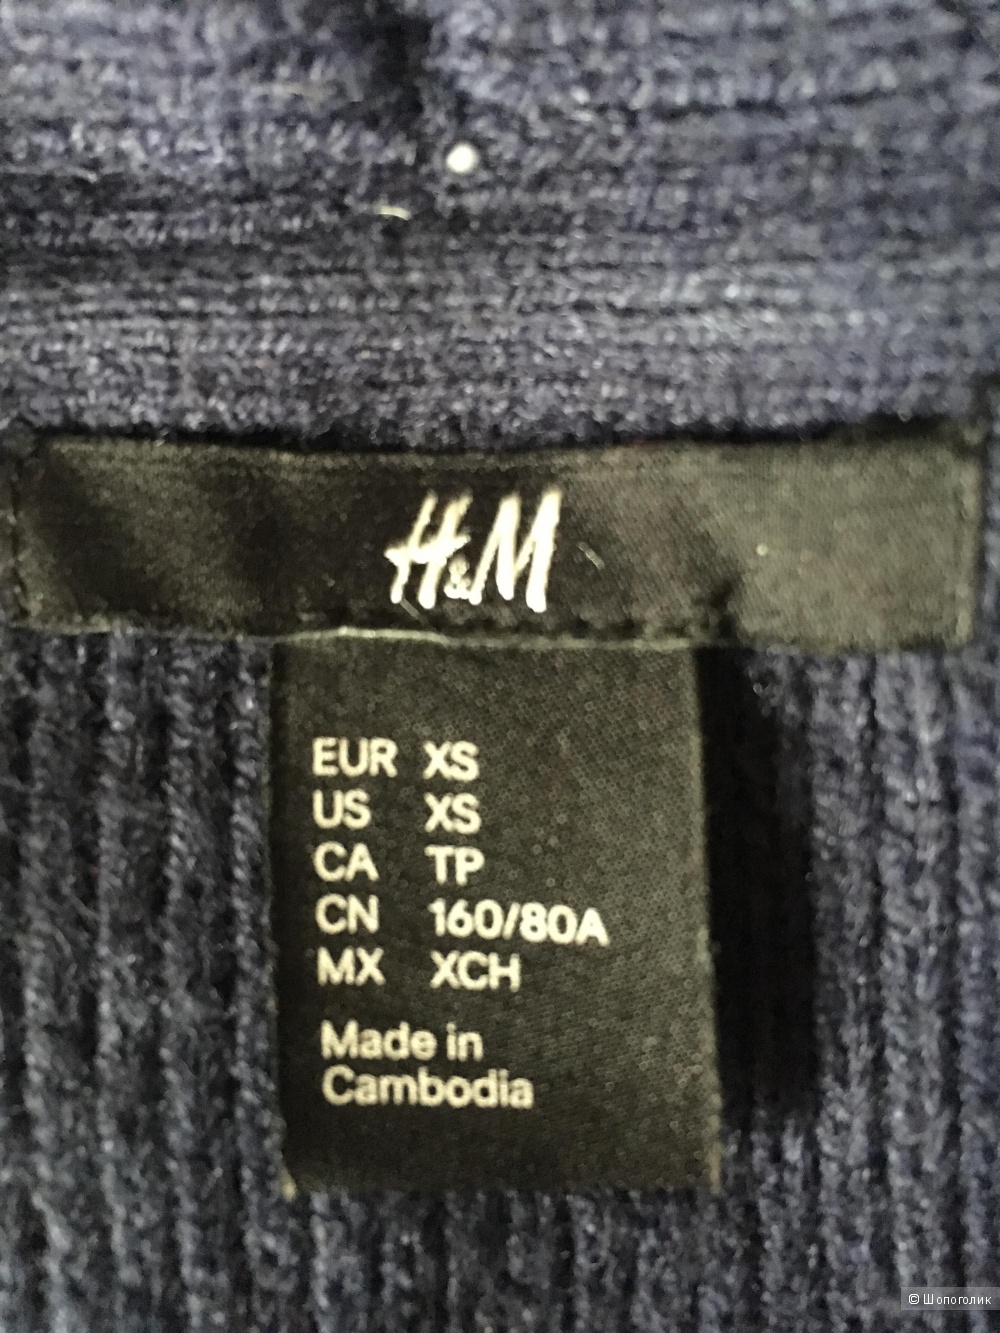 H&M
EUR XS
US XS
CA TP
CN 160/80A
MX XCH
Made in
Cambodia
© Шопоголик